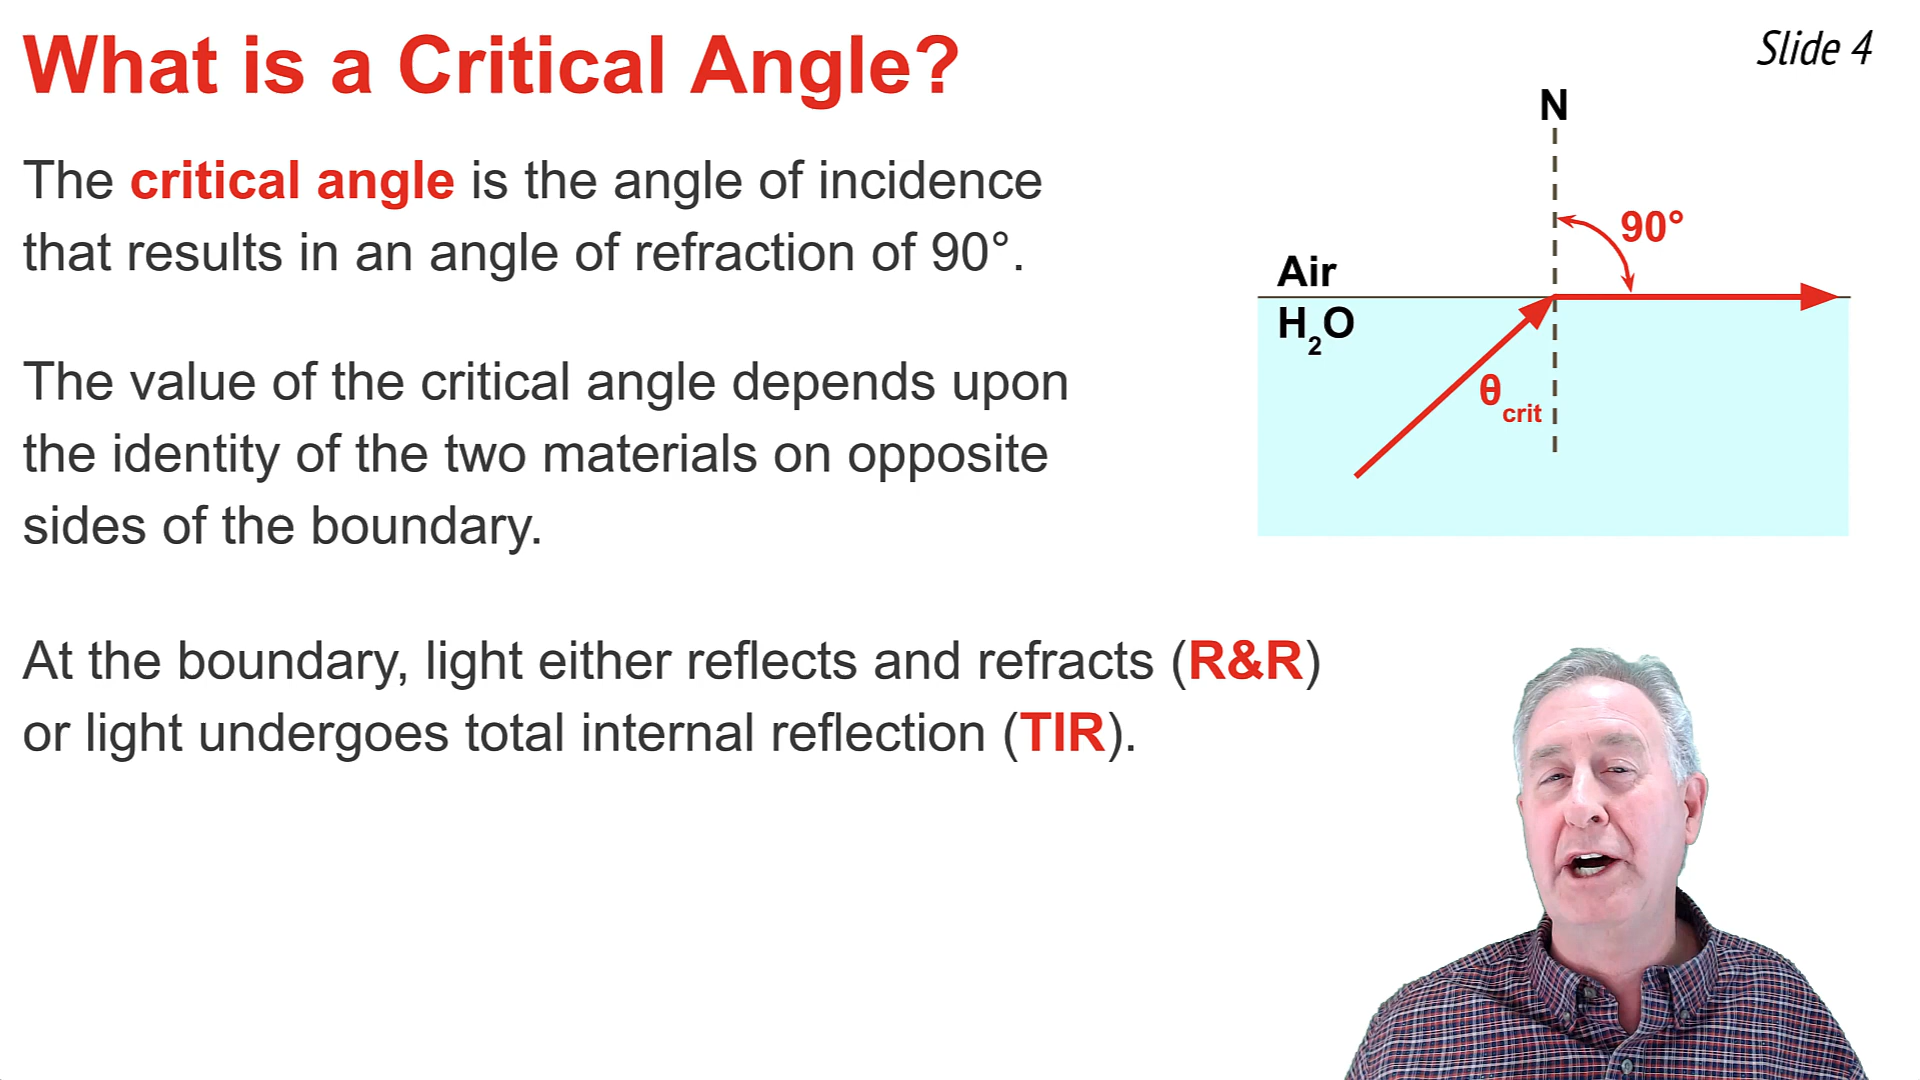 What is a Critical Angle?
Slide 4
The critical angle is the angle of incidence
that results in an angle of refraction of 90°.
The value of the critical angle depends upon
the identity of the two materials on opposite
sides of the boundary.
At the boundary, light either reflects and refracts (R&R)
or light undergoes total internal reflection (TIR).
N
90°
Air
H₂O
θcrit